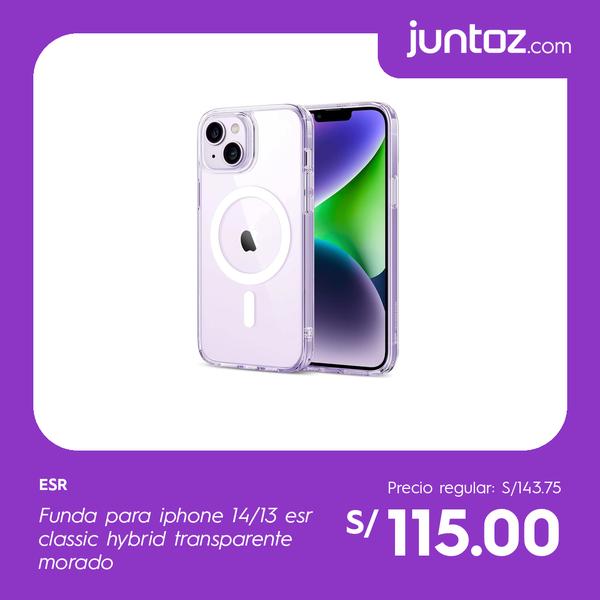 juntoz.com
ESR
Funda para iphone 14/13 esr
classic hybrid transparente
morado
Precio regular: S/143.75
S/115.00